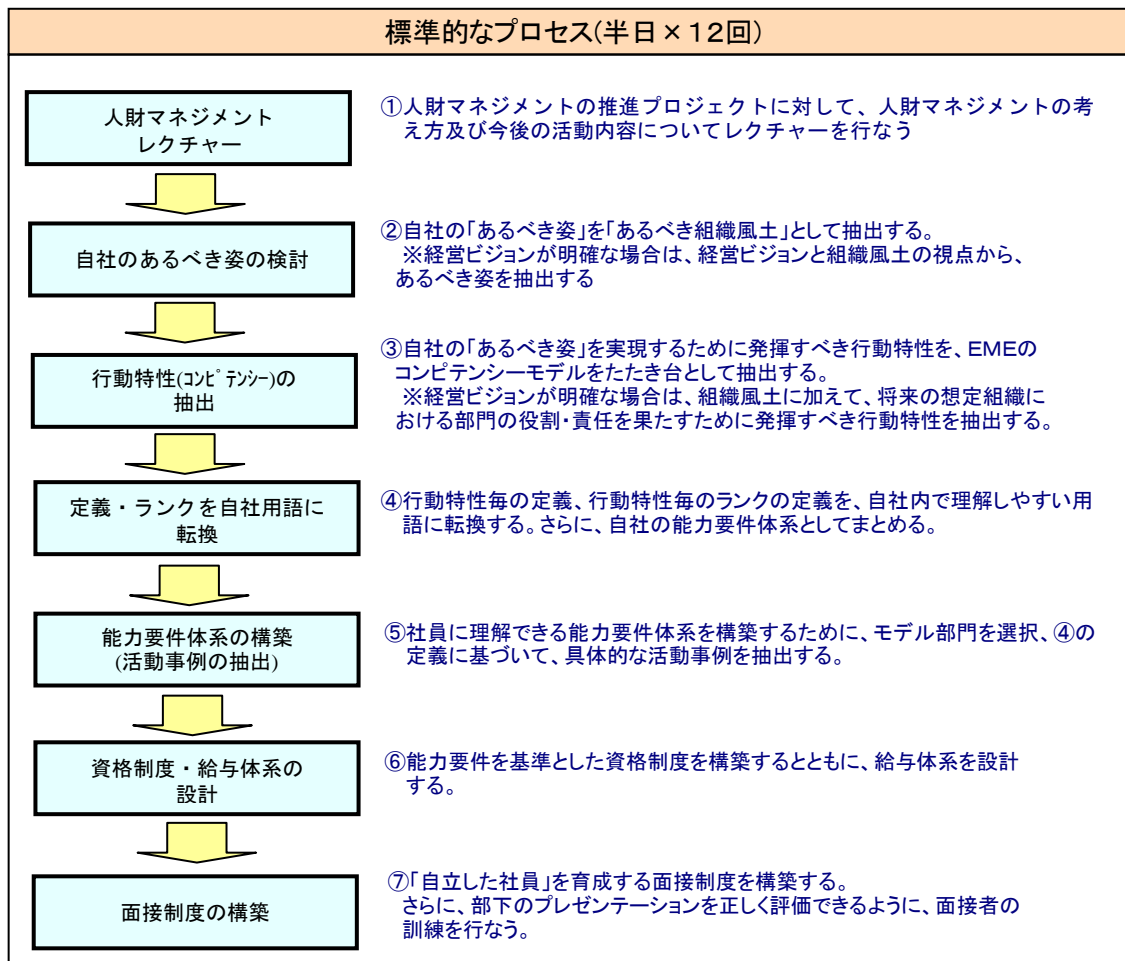 標準的なプロセス(半日×12回)
人財マネジメント
レクチャー
①人財マネジメントの推進プロジェクトに対して、人財マネジメントの考
え方及び今後の活動内容についてレクチャーを行なう
自社のあるべき姿の検討
②自社の「あるべき姿」を「あるべき組織風土」として抽出する。
※経営ビジョンが明確な場合は、経営ビジョンと組織風土の視点から、
あるべき姿を抽出する
行動特性(ｺﾝﾋﾟﾃﾝｼｰ)の
抽出
③自社の「あるべき姿」を実現するために発揮すべき行動特性を、EMEの
コンピテンシーモデルをたたき台として抽出する。
※経営ビジョンが明確な場合は、組織風土に加えて、将来の想定組織に
おける部門の役割・責任を果たすために発揮すべき行動特性を抽出する。
定義・ランクを自社用語に
転換
④行動特性毎の定義、行動特性毎のランクの定義を、自社内で理解しやすい用
語に転換する。さらに、自社の能力要件体系としてまとめる。
能力要件体系の構築
(活動事例の抽出)
⑤社員に理解できる能力要件体系を構築するために、モデル部門を選択、④の
定義に基づいて、具体的な活動事例を抽出する。
資格制度・給与体系の
設計
⑥能力要件を基準とした資格制度を構築するとともに、給与体系を設計
する。
面接制度の構築
⑦「自立した社員」を育成する面接制度を構築する。
さらに、部下のプレゼンテーションを正しく評価できるように、面接者の
訓練を行なう。